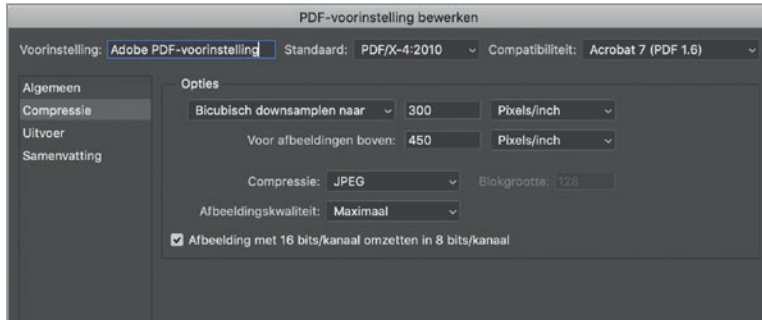 PDF-voorinstelling bewerken
Voorinstelling: Adobe PDF-voorinstelling Standaard: PDF/X-4:2010 Compatibiliteit: Acrobat 7 (PDF 1.6)
Algemeen
Compressie
Uitvoer
Samenvatting
Opties
Bicubisch downsamplen naar 300 Pixels/inch
Voor afbeeldingen boven: 450 Pixels/inch
Compressie: JPEG Blokgrootte: 128
Afbeeldingskwaliteit: Maximaal
Afbeelding met 16 bits/kanaal omzetten in 8 bits/kanaal